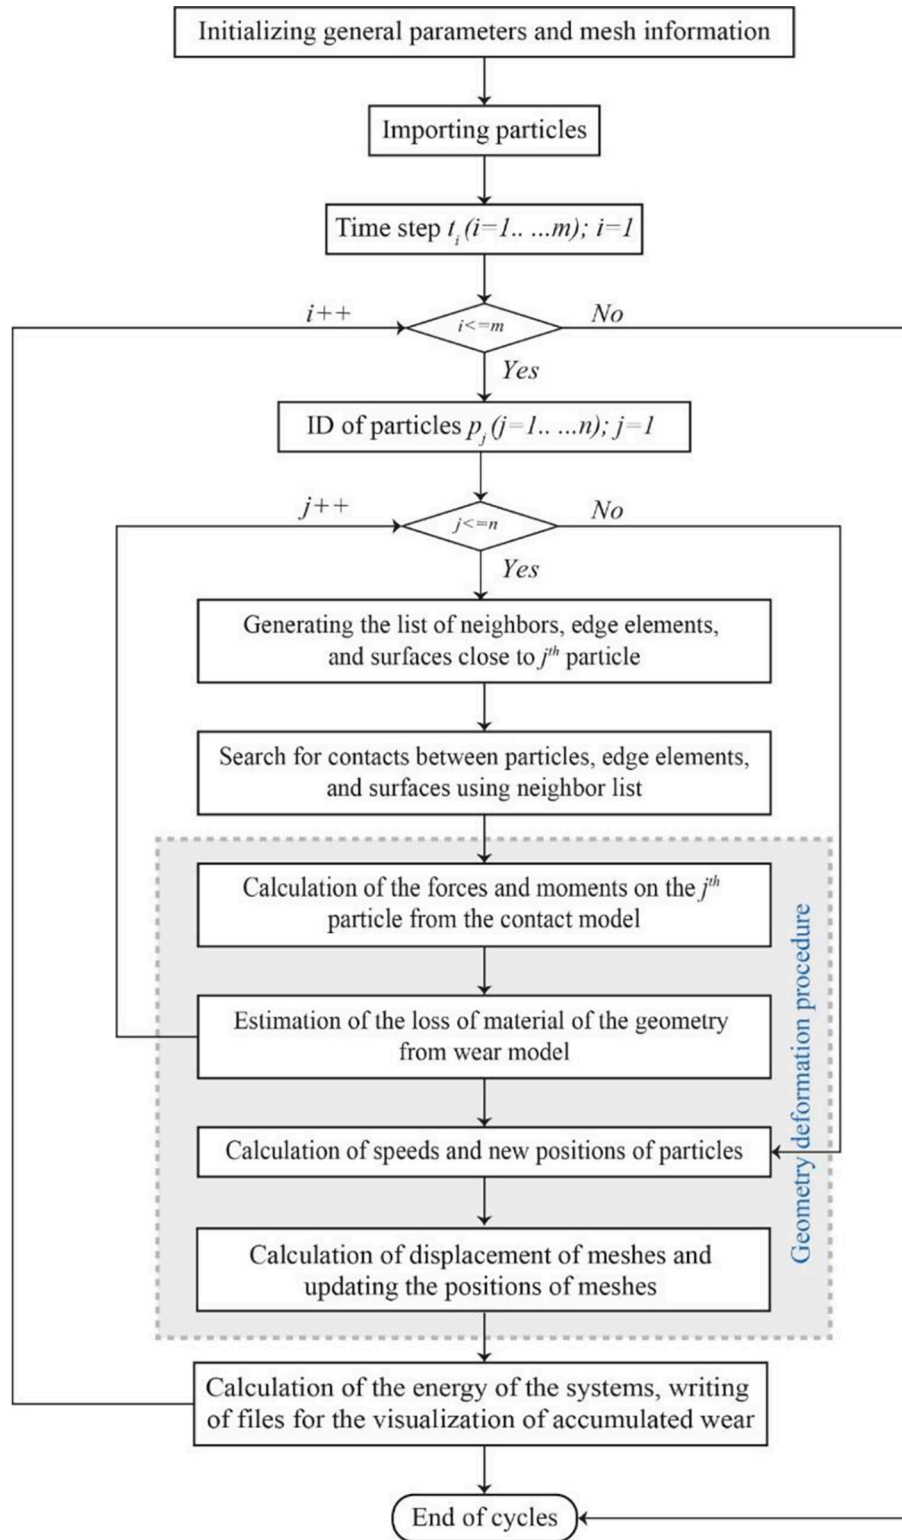 Initializing general parameters and mesh information
Importing particles
Time step t_i (i=1.. ...m); i=1
i++
i<=m
No
Yes
ID of particles p_j (j=1.. ...n); j=1
j++
j<=n
No
Yes
Generating the list of neighbors, edge elements,
and surfaces close to j^th particle
Search for contacts between particles, edge elements,
and surfaces using neighbor list
Calculation of the forces and moments on the j^th
particle from the contact model
Estimation of the loss of material of the geometry
from wear model
Calculation of speeds and new positions of particles
Calculation of displacement of meshes and
updating the positions of meshes
Geometry deformation procedure
Calculation of the energy of the systems, writing
of files for the visualization of accumulated wear
End of cycles